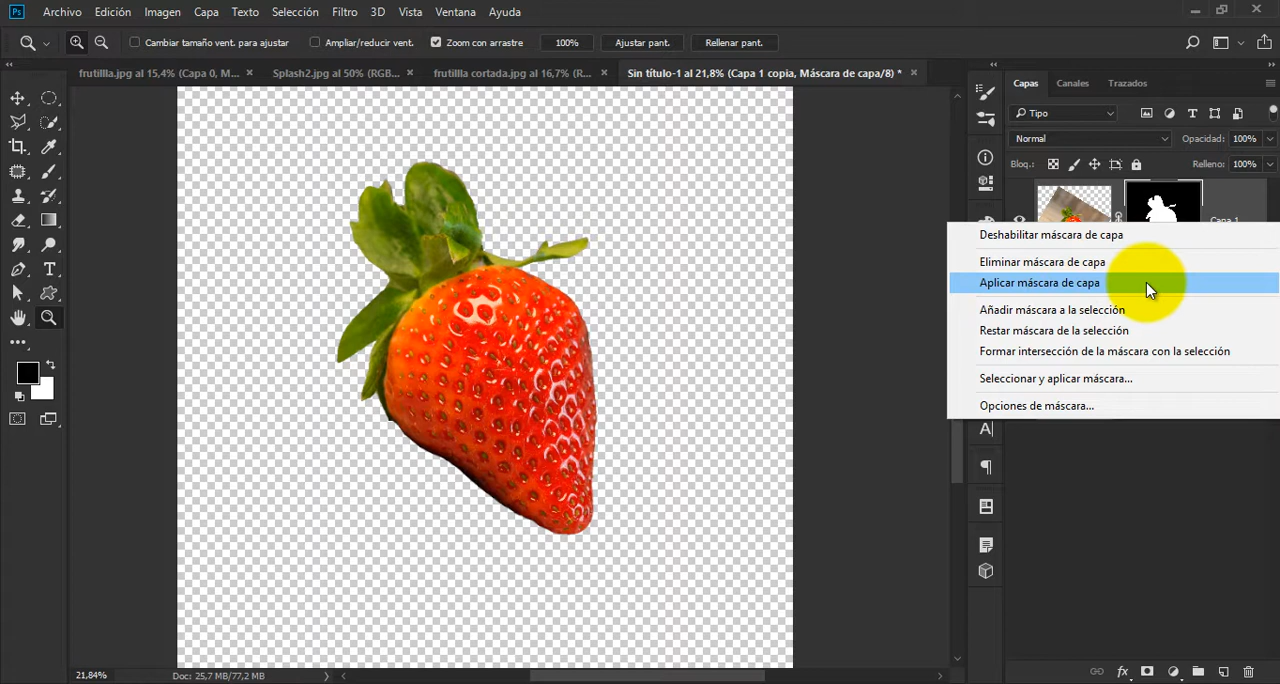 Ps Archivo Edición Imagen Capa Texto Selección Filtro 3D Vista Ventana Ayuda
Cambiar tamaño vent. para ajustar Ampliar/reducir vent. Zoom con arrastre 100% Ajustar pant. Rellenar pant.
frutillla.jpg al 15,4% (Capa 0, M... × Splash2.jpg al 50% (RGB... × frutillla cortada.jpg al 16,7% (R... × Sin título-1 al 21,8% (Capa 1 copia, Máscara de capa/8) * ×
Capas Canales Trazados
Tipo
Normal Opacidad: 100%
Bloq.: Relleno: 100%
Capa 1
Deshabilitar máscara de capa
Eliminar máscara de capa
Aplicar máscara de capa
Añadir máscara a la selección
Restar máscara de la selección
Formar intersección de la máscara con la selección
Seleccionar y aplicar máscara...
Opciones de máscara...
21,84% Doc: 25,7 MB/77,2 MB